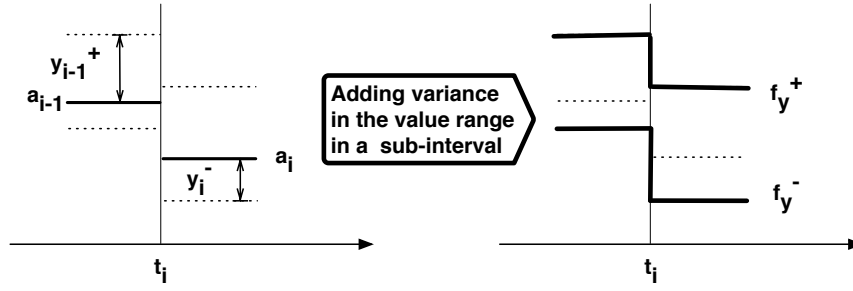 y_{i-1}^+
a_{i-1}
a_i
y_i^-
t_i
Adding variance
in the value range
in a sub-interval
f_y^+
f_y^-
t_i